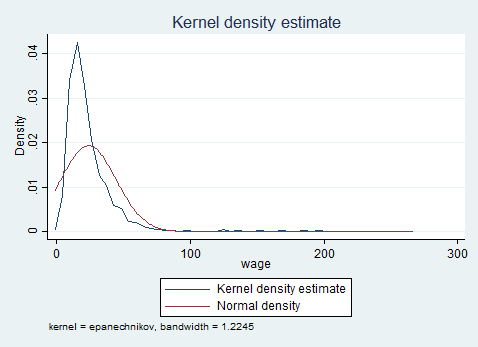 Kernel density estimate
Density
.04
.03
.02
.01
0
0 100 200 300
wage
Kernel density estimate
Normal density
kernel = epanechnikov, bandwidth = 1.2245